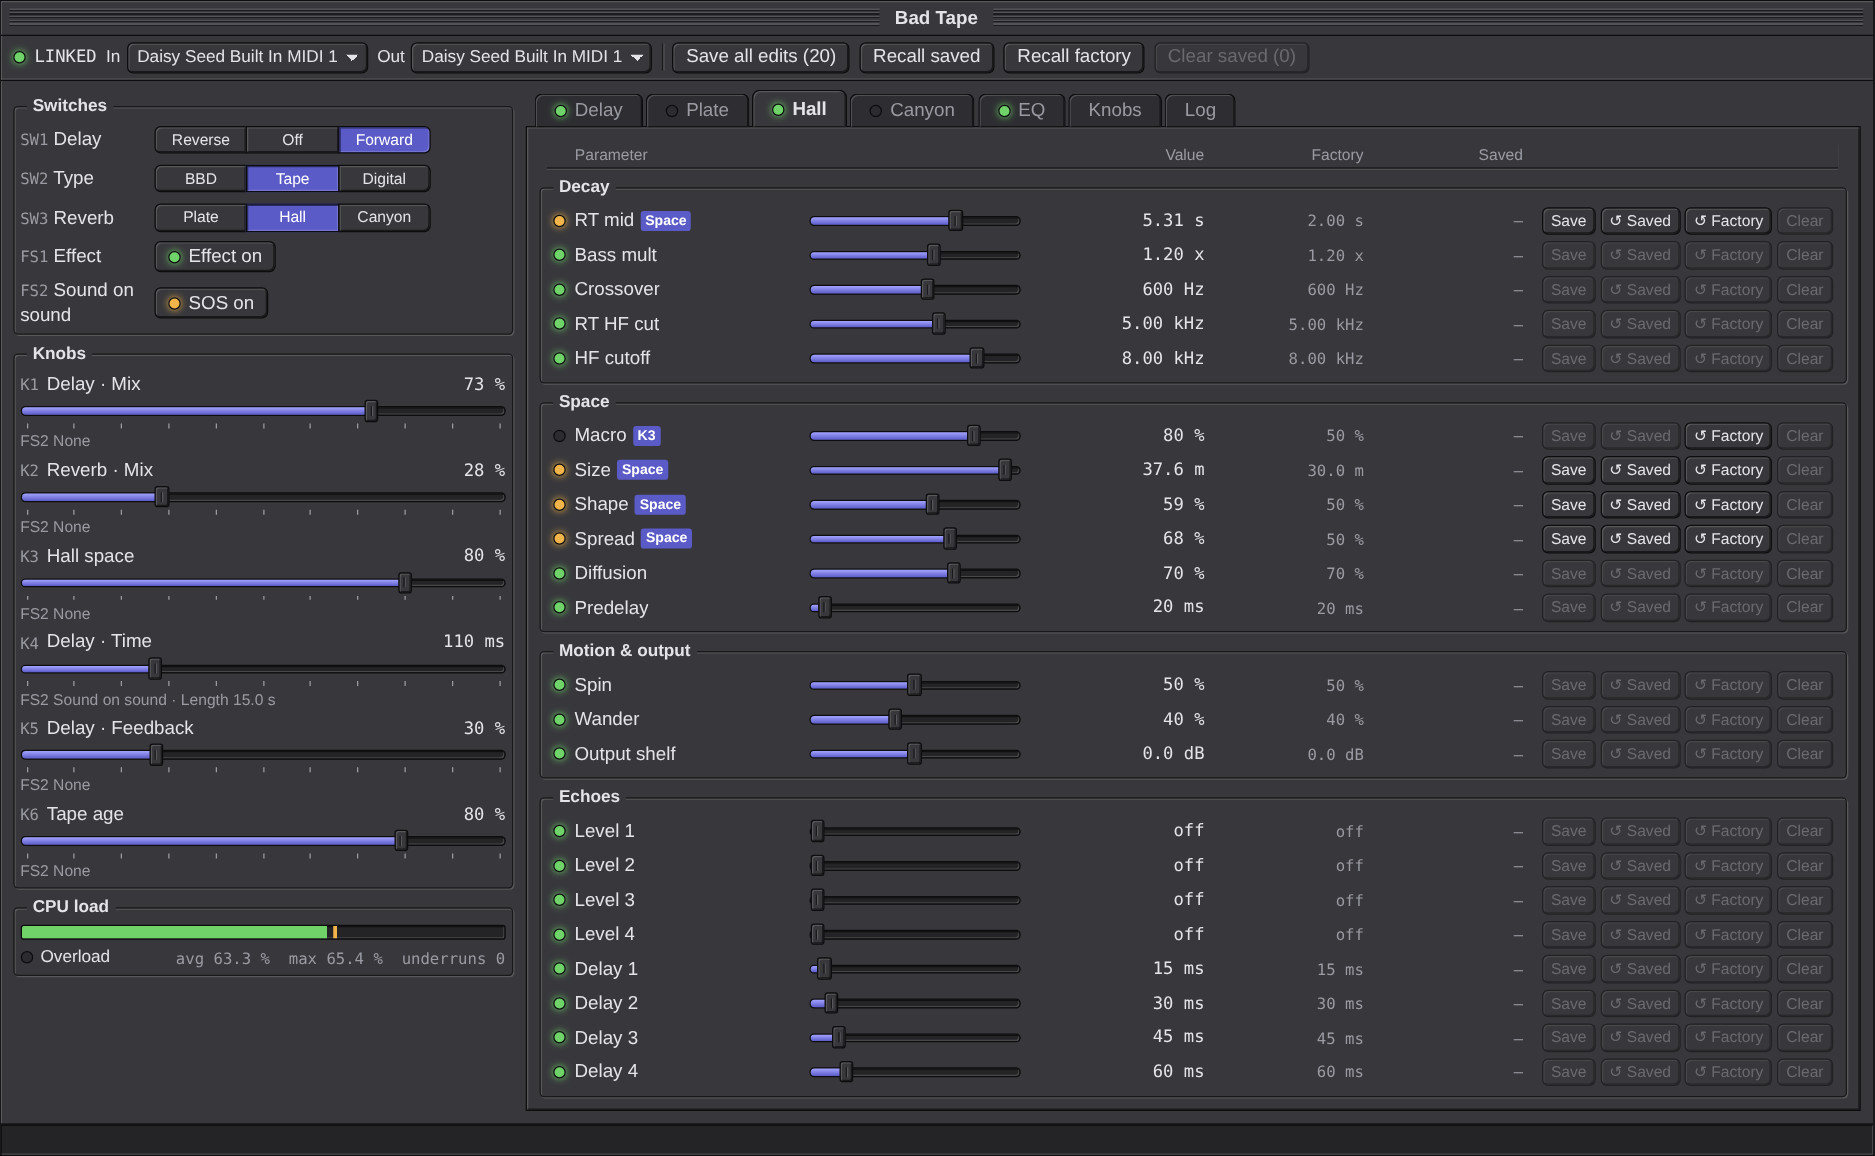 Bad Tape
LINKED In Daisy Seed Built In MIDI 1 Out Daisy Seed Built In MIDI 1 Save all edits (20) Recall saved Recall factory Clear saved (0)
Switches
SW1 Delay Reverse Off Forward
SW2 Type BBD Tape Digital
SW3 Reverb Plate Hall Canyon
FS1 Effect Effect on
FS2 Sound on sound SOS on
Knobs
K1 Delay · Mix 73 %
FS2 None
K2 Reverb · Mix 28 %
FS2 None
K3 Hall space 80 %
FS2 None
K4 Delay · Time 110 ms
FS2 Sound on sound · Length 15.0 s
K5 Delay · Feedback 30 %
FS2 None
K6 Tape age 80 %
FS2 None
CPU load
Overload avg 63.3 % max 65.4 % underruns 0
Delay Plate Hall Canyon EQ Knobs Log
Parameter Value Factory Saved
Decay
RT mid Space 5.31 s 2.00 s – Save ↺ Saved ↺ Factory Clear
Bass mult 1.20 x 1.20 x – Save ↺ Saved ↺ Factory Clear
Crossover 600 Hz 600 Hz – Save ↺ Saved ↺ Factory Clear
RT HF cut 5.00 kHz 5.00 kHz – Save ↺ Saved ↺ Factory Clear
HF cutoff 8.00 kHz 8.00 kHz – Save ↺ Saved ↺ Factory Clear
Space
Macro K3 80 % 50 % – Save ↺ Saved ↺ Factory Clear
Size Space 37.6 m 30.0 m – Save ↺ Saved ↺ Factory Clear
Shape Space 59 % 50 % – Save ↺ Saved ↺ Factory Clear
Spread Space 68 % 50 % – Save ↺ Saved ↺ Factory Clear
Diffusion 70 % 70 % – Save ↺ Saved ↺ Factory Clear
Predelay 20 ms 20 ms – Save ↺ Saved ↺ Factory Clear
Motion & output
Spin 50 % 50 % – Save ↺ Saved ↺ Factory Clear
Wander 40 % 40 % – Save ↺ Saved ↺ Factory Clear
Output shelf 0.0 dB 0.0 dB – Save ↺ Saved ↺ Factory Clear
Echoes
Level 1 off off – Save ↺ Saved ↺ Factory Clear
Level 2 off off – Save ↺ Saved ↺ Factory Clear
Level 3 off off – Save ↺ Saved ↺ Factory Clear
Level 4 off off – Save ↺ Saved ↺ Factory Clear
Delay 1 15 ms 15 ms – Save ↺ Saved ↺ Factory Clear
Delay 2 30 ms 30 ms – Save ↺ Saved ↺ Factory Clear
Delay 3 45 ms 45 ms – Save ↺ Saved ↺ Factory Clear
Delay 4 60 ms 60 ms – Save ↺ Saved ↺ Factory Clear